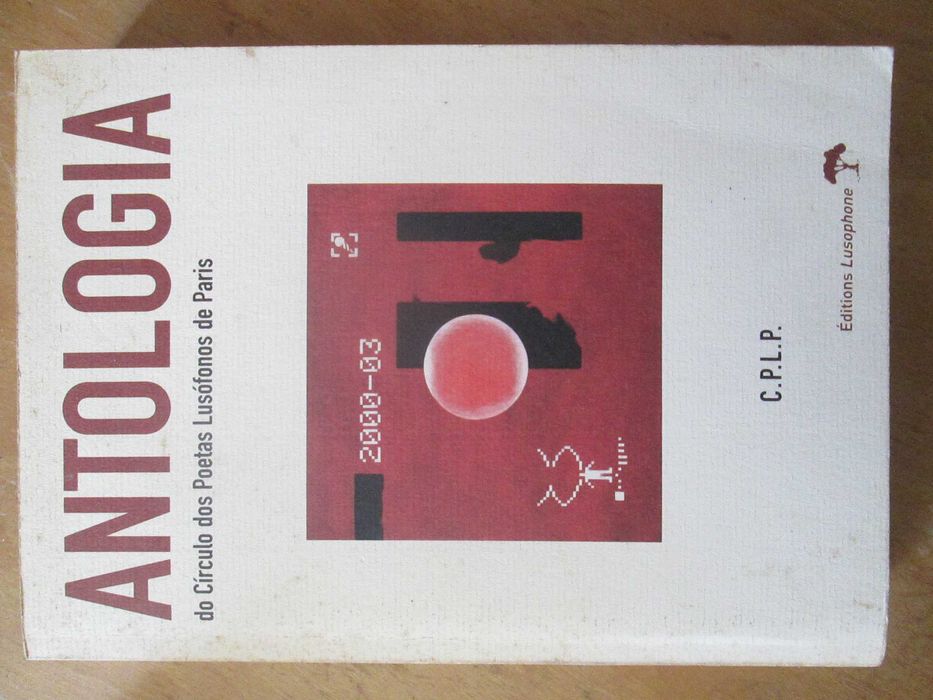 ANTOLOGIA
do Círculo dos Poetas Lusófonos de Paris
2000-03
C.P.L.P.
Éditions Lusophone